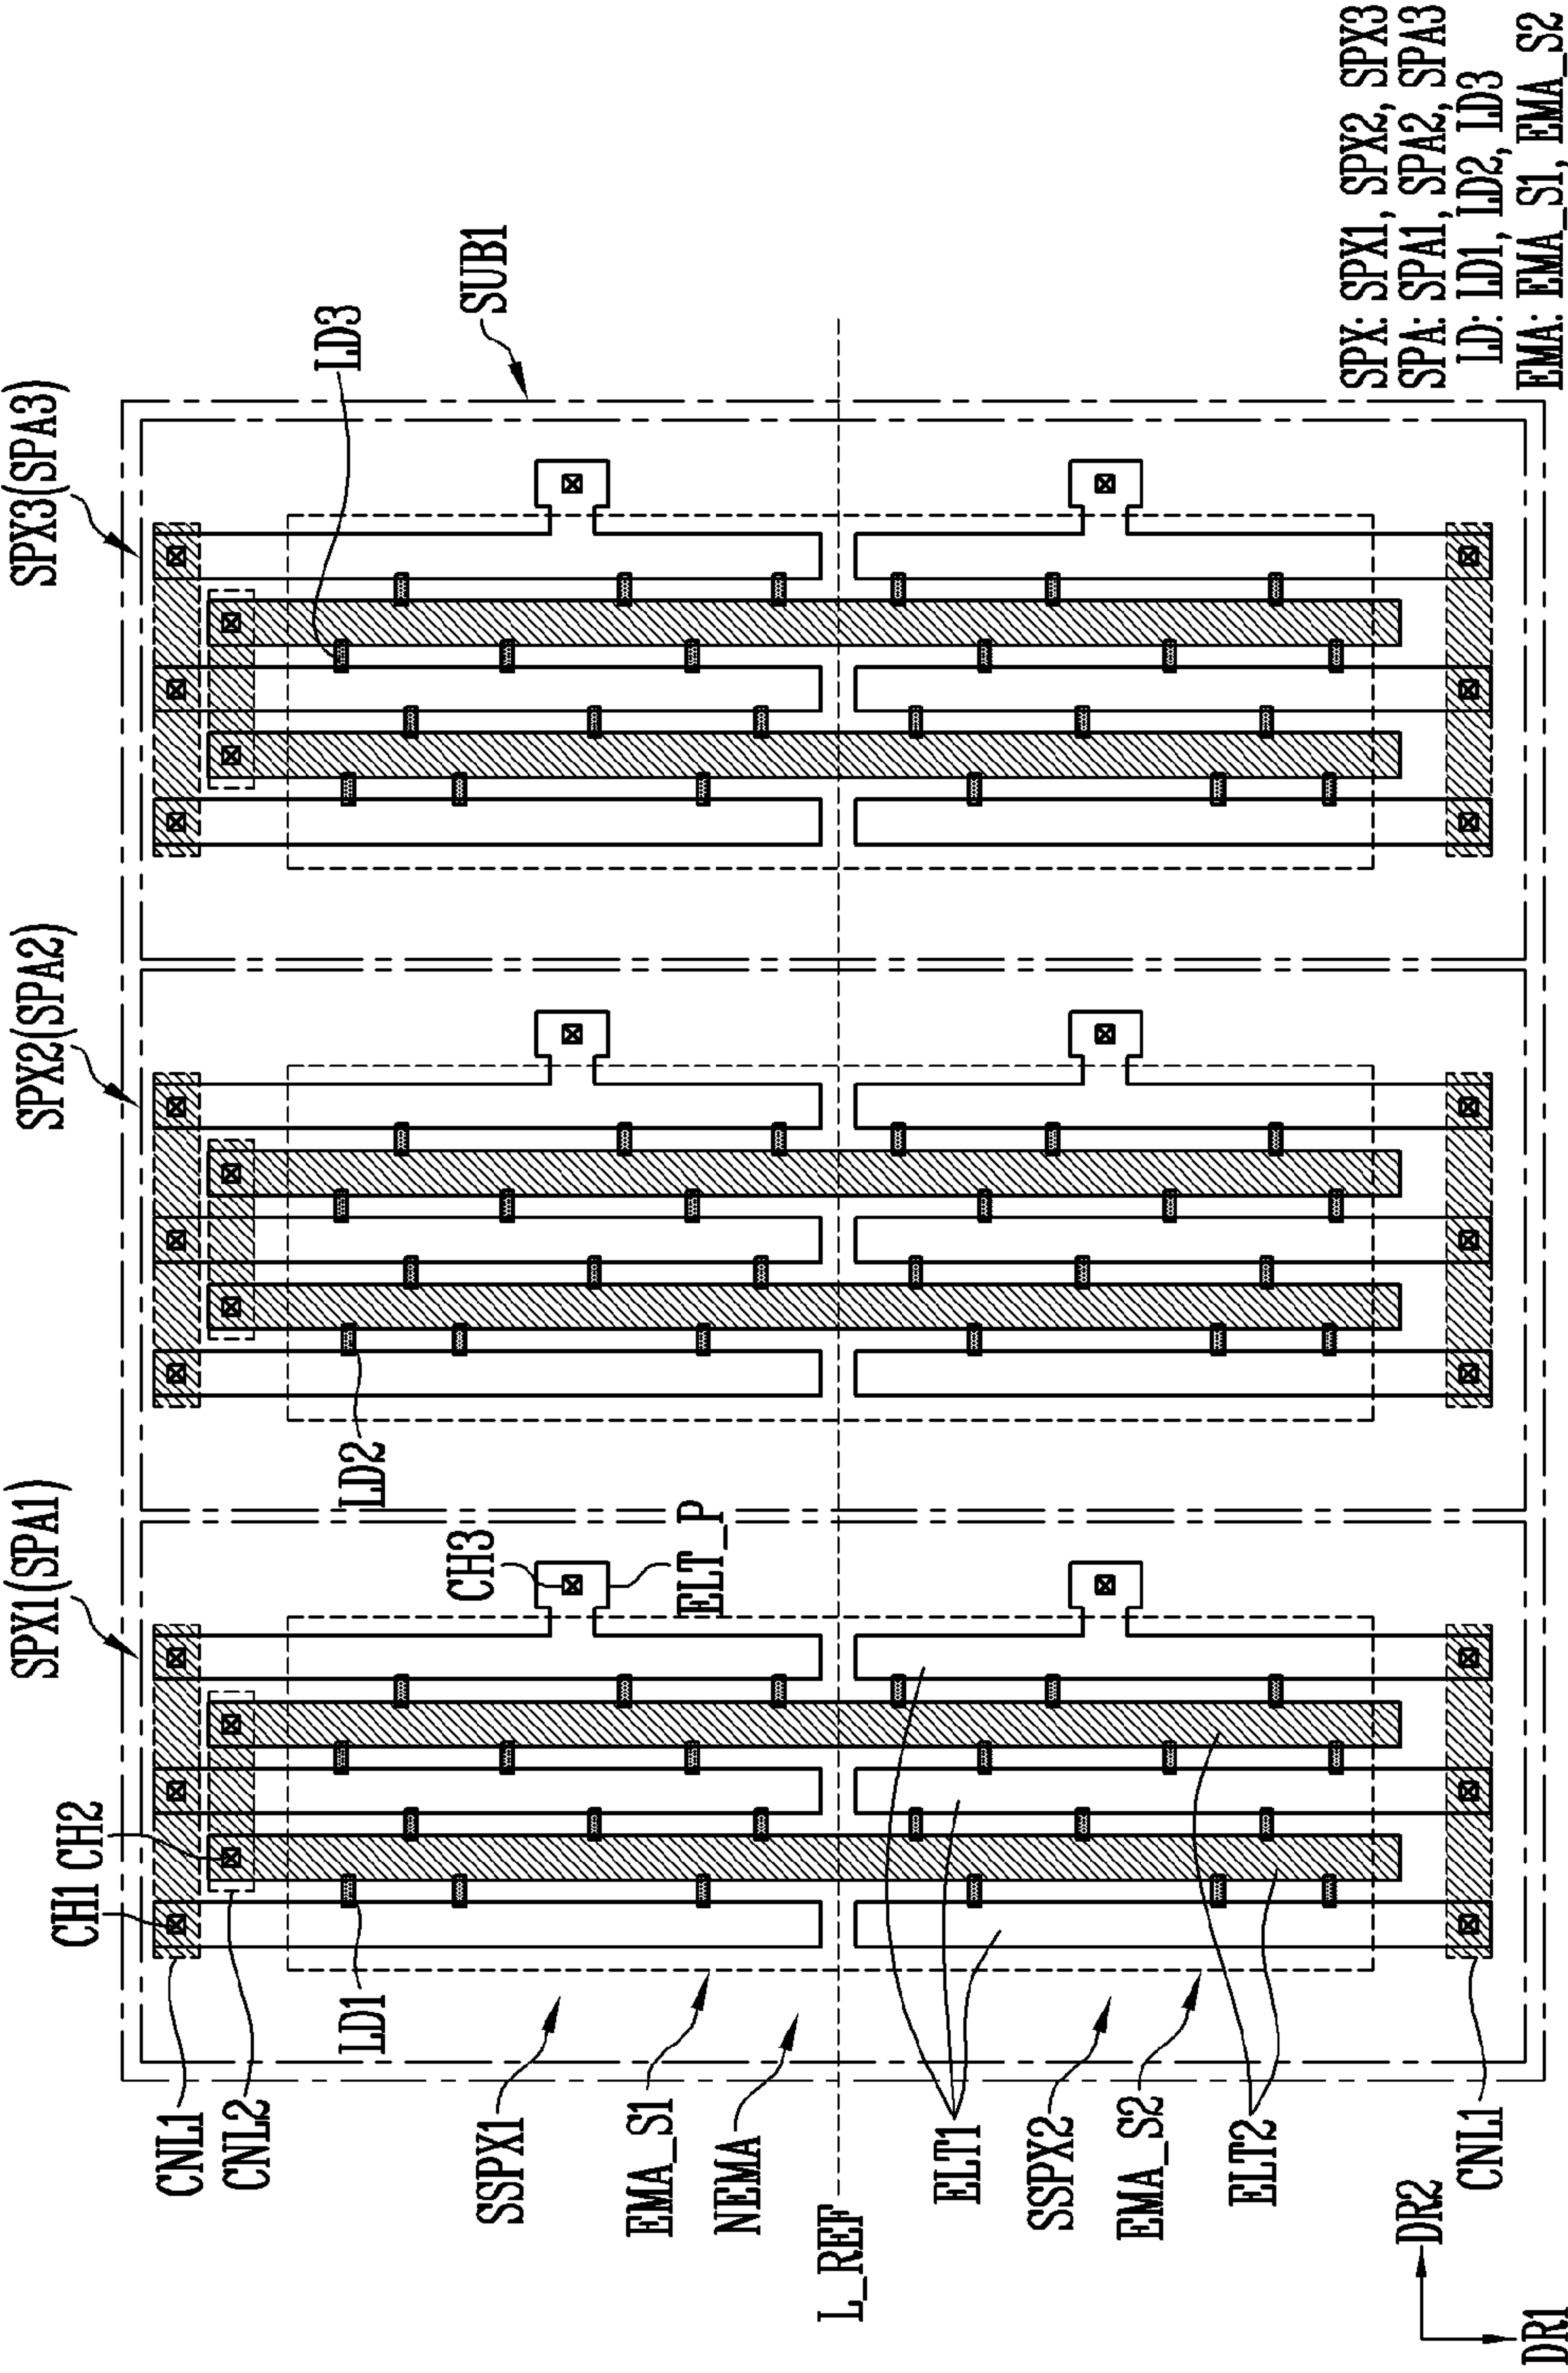 SPX1(SPA1)
SPX2(SPA2)
SPX3(SPA3)
CH1 CH2
CH3
ELT_P
LD2
LD3
SUB1
CNL1
CNL2
LD1
SSPX1
EMA_S1
NEMA
L_REF
ELT1
SSPX2
EMA_S2
ELT2
CNL1
DR2
DR1
SPX: SPX1, SPX2, SPX3
SPA: SPA1, SPA2, SPA3
LD: LD1, LD2, LD3
EMA: EMA_S1, EMA_S2